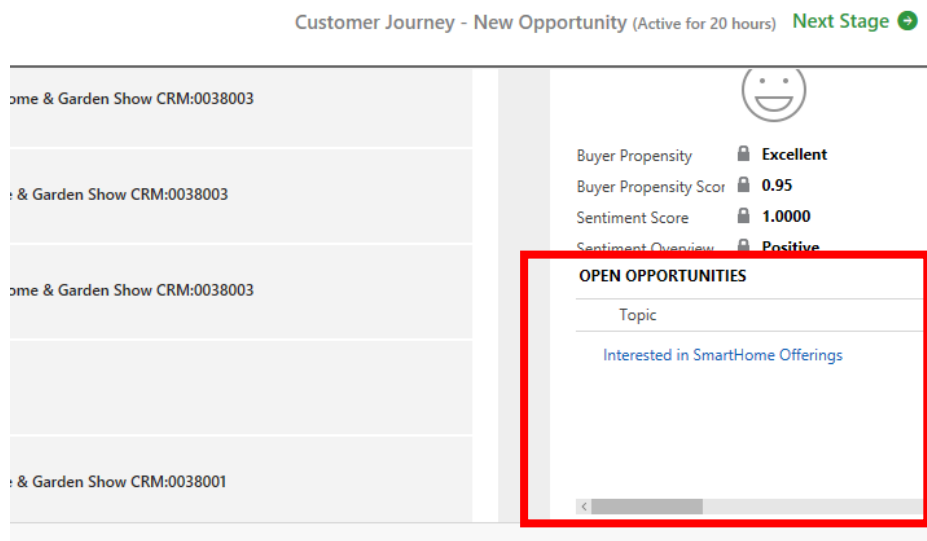 Customer Journey - New Opportunity (Active for 20 hours) Next Stage
ome & Garden Show CRM:0038003
& Garden Show CRM:0038003
ome & Garden Show CRM:0038003
& Garden Show CRM:0038001
Buyer Propensity Excellent
Buyer Propensity Scor 0.95
Sentiment Score 1.0000
Sentiment Overview Positive
OPEN OPPORTUNITIES
Topic
Interested in SmartHome Offerings